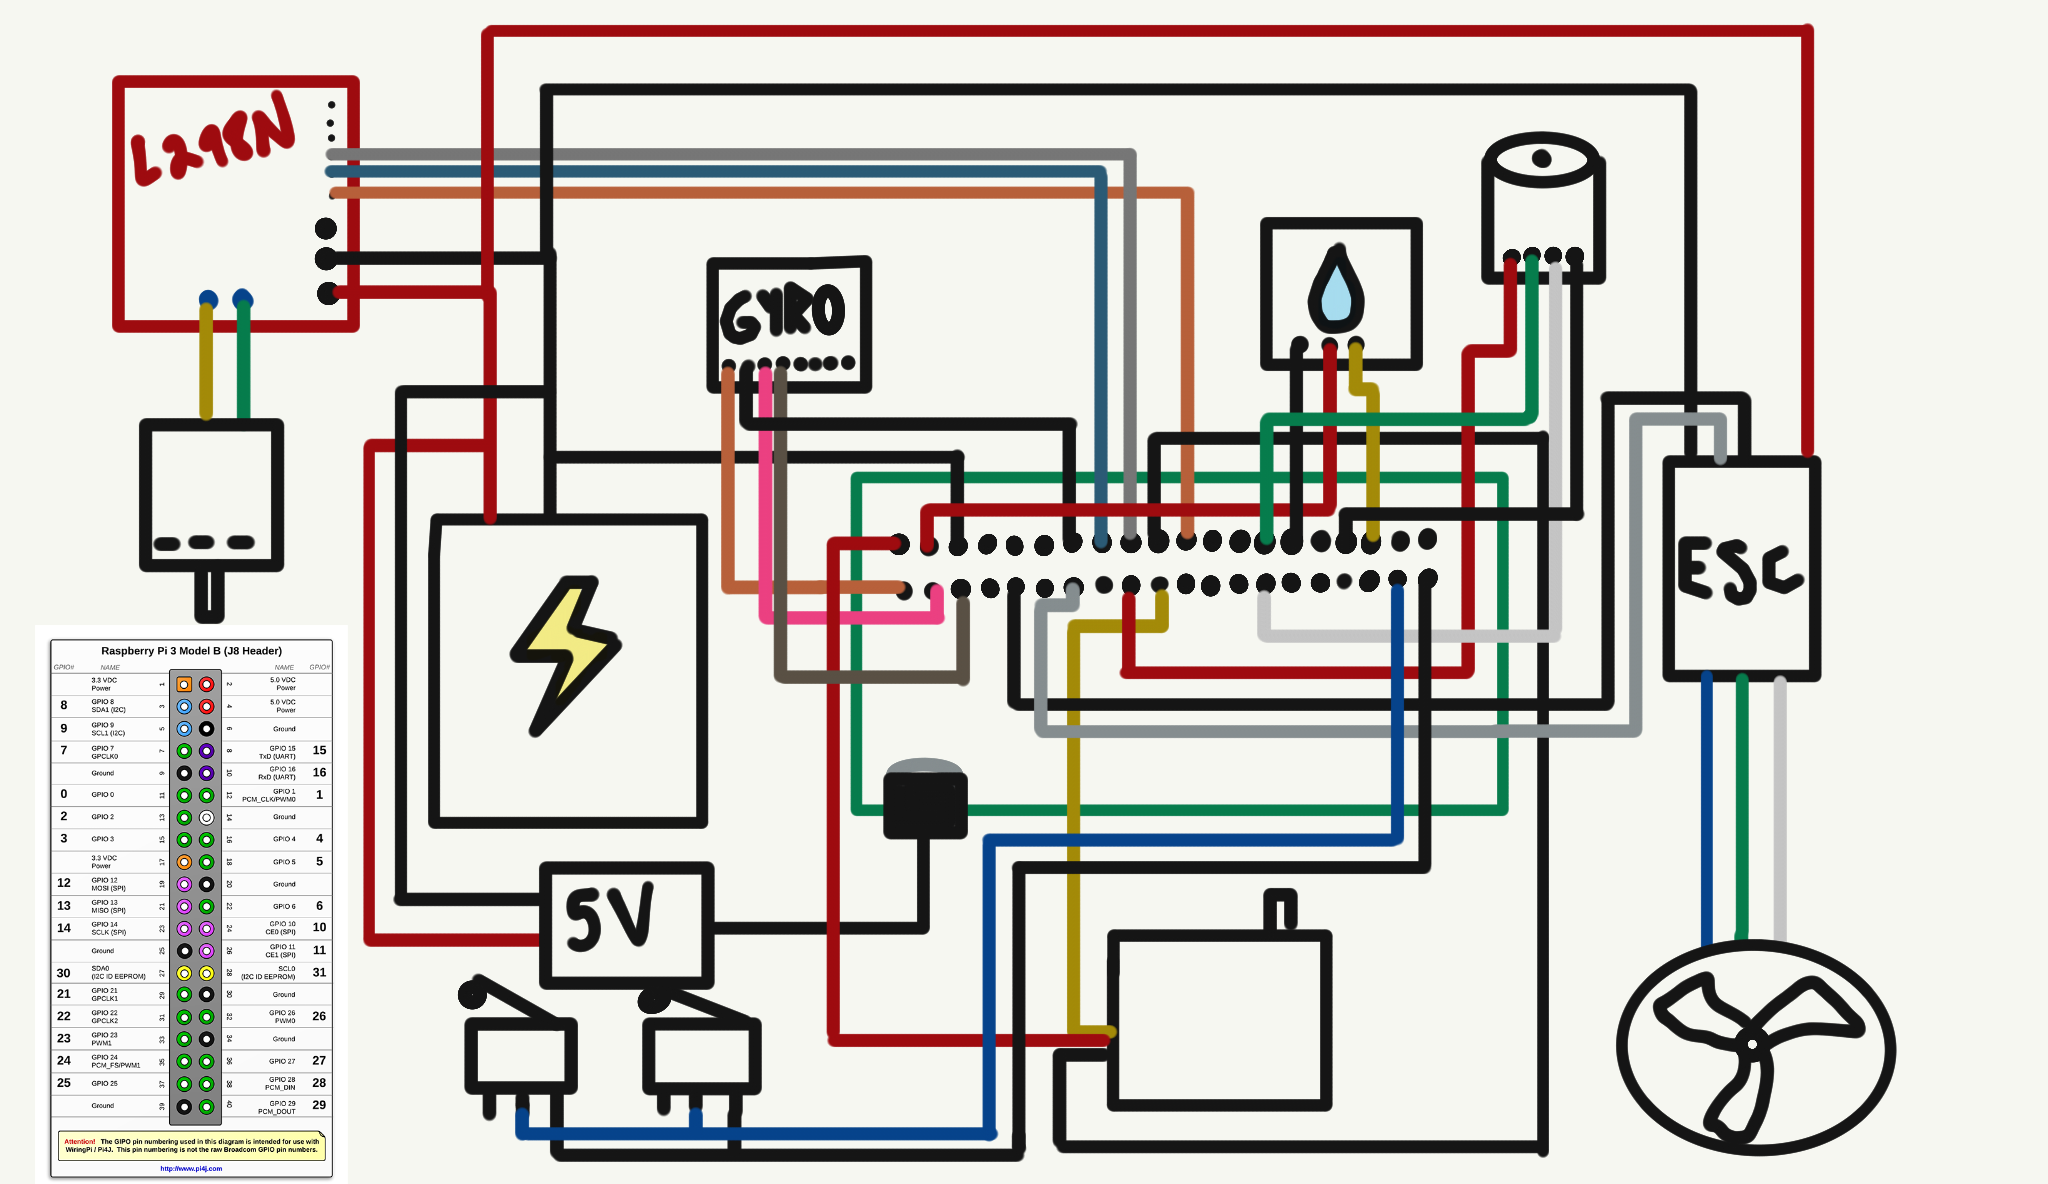 L298N
GYRO
ESC
5V
Raspberry Pi 3 Model B (J8 Header)
GPIO# NAME NAME GPIO#
3.3 VDC Power 1 2 5.0 VDC Power
8 GPIO 8 SDA1 (I2C) 3 4 5.0 VDC Power
9 GPIO 9 SCL1 (I2C) 5 6 Ground
7 GPIO 7 GPCLK0 7 8 GPIO 15 TxD (UART) 15
Ground 9 10 GPIO 16 RxD (UART) 16
0 GPIO 0 11 12 GPIO 1 PCM_CLK/PWM0 1
2 GPIO 2 13 14 Ground
3 GPIO 3 15 16 GPIO 4 4
3.3 VDC Power 17 18 GPIO 5 5
12 GPIO 12 MOSI (SPI) 19 20 Ground
13 GPIO 13 MISO (SPI) 21 22 GPIO 6 6
14 GPIO 14 SCLK (SPI) 23 24 GPIO 10 CE0 (SPI) 10
Ground 25 26 GPIO 11 CE1 (SPI) 11
30 SDA0 (I2C ID EEPROM) 27 28 SCL0 (I2C ID EEPROM) 31
21 GPIO 21 GPCLK1 29 30 Ground
22 GPIO 22 GPCLK2 31 32 GPIO 26 PWM0 26
23 GPIO 23 PWM1 33 34 Ground
24 GPIO 24 PCM_FS/PWM1 35 36 GPIO 27 27
25 GPIO 25 37 38 GPIO 28 PCM_DIN 28
Ground 39 40 GPIO 29 PCM_DOUT 29
Attention! The GIPO pin numbering used in this diagram is intended for use with
WiringPi / Pi4J. This pin numbering is not the raw Broadcom GPIO pin numbers.
http://www.pi4j.com